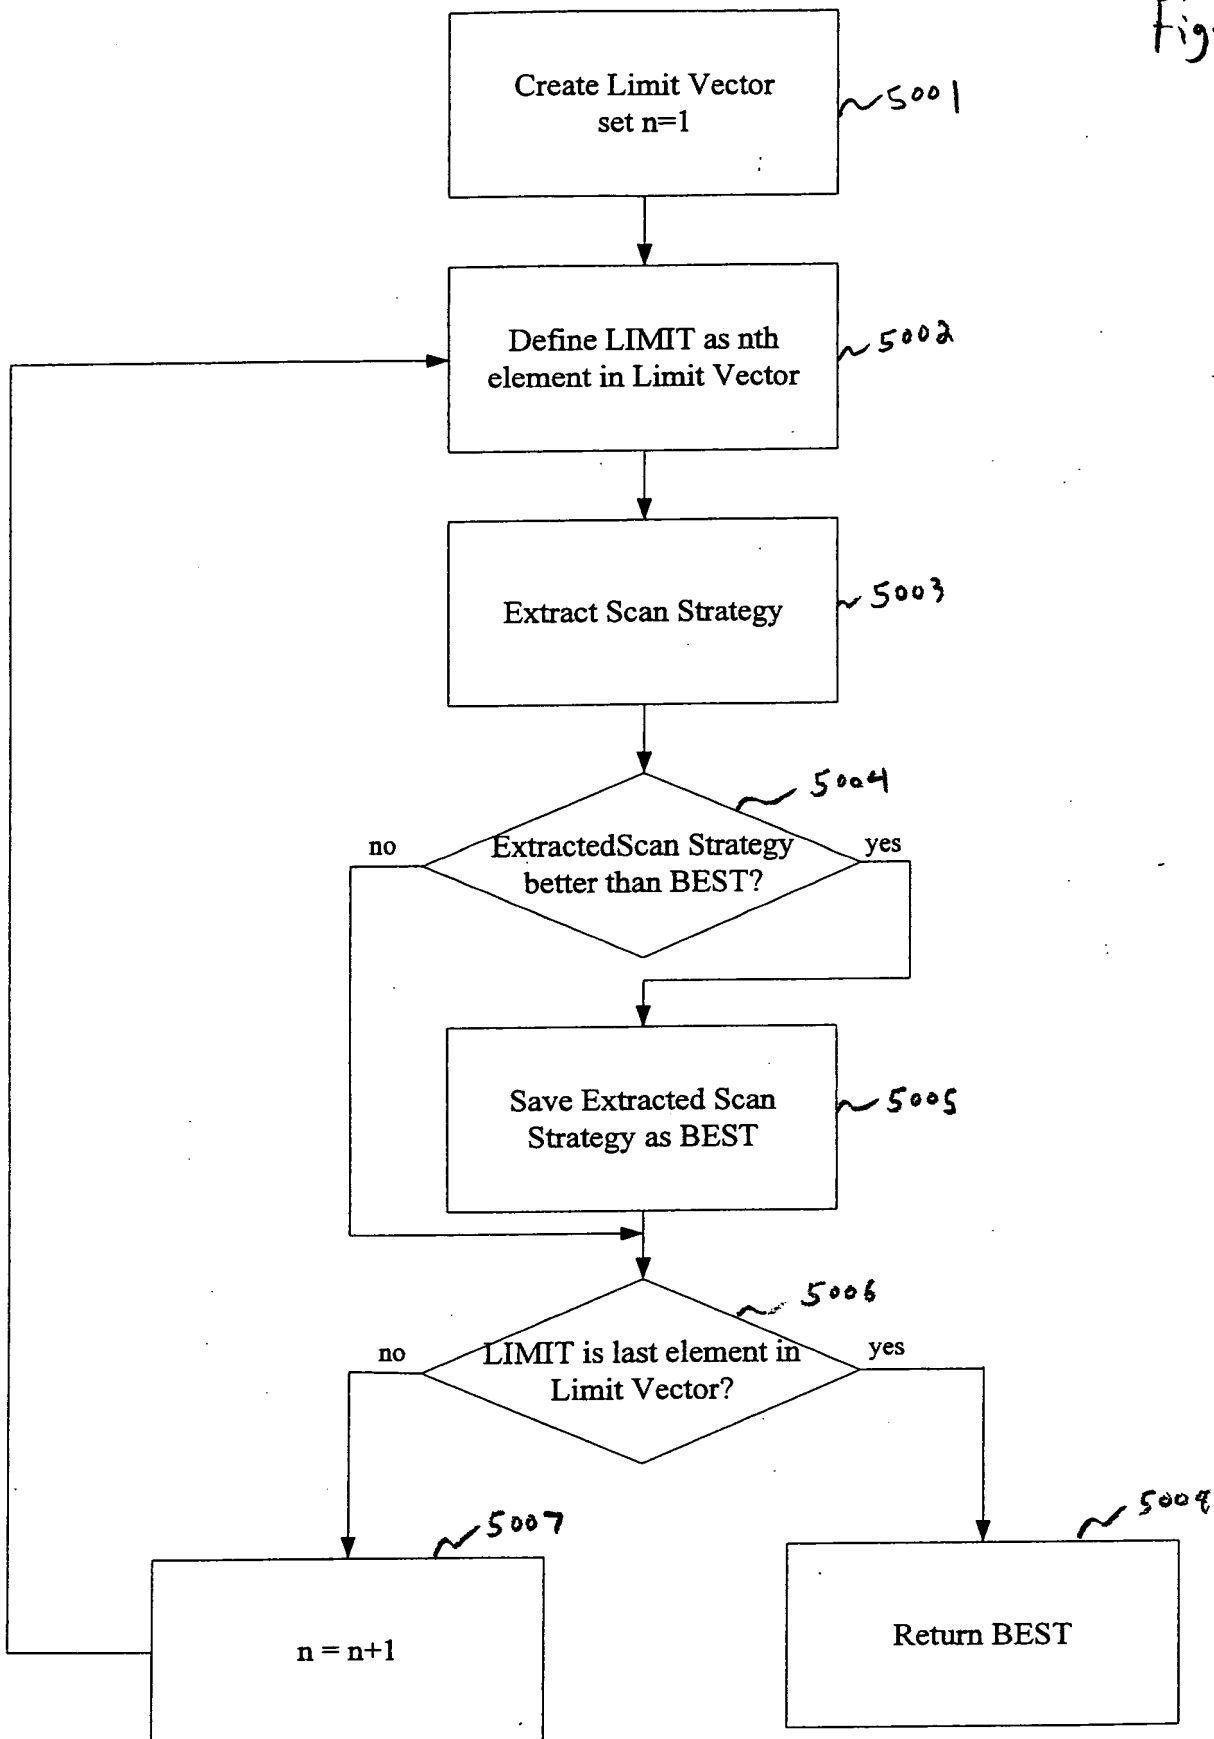 Fig.
Create Limit Vector
set n=1
5001
Define LIMIT as nth
element in Limit Vector
5002
Extract Scan Strategy
5003
5004
no
ExtractedScan Strategy
better than BEST?
yes
Save Extracted Scan
Strategy as BEST
5005
5006
no
LIMIT is last element in
Limit Vector?
yes
5007
n = n+1
Return BEST